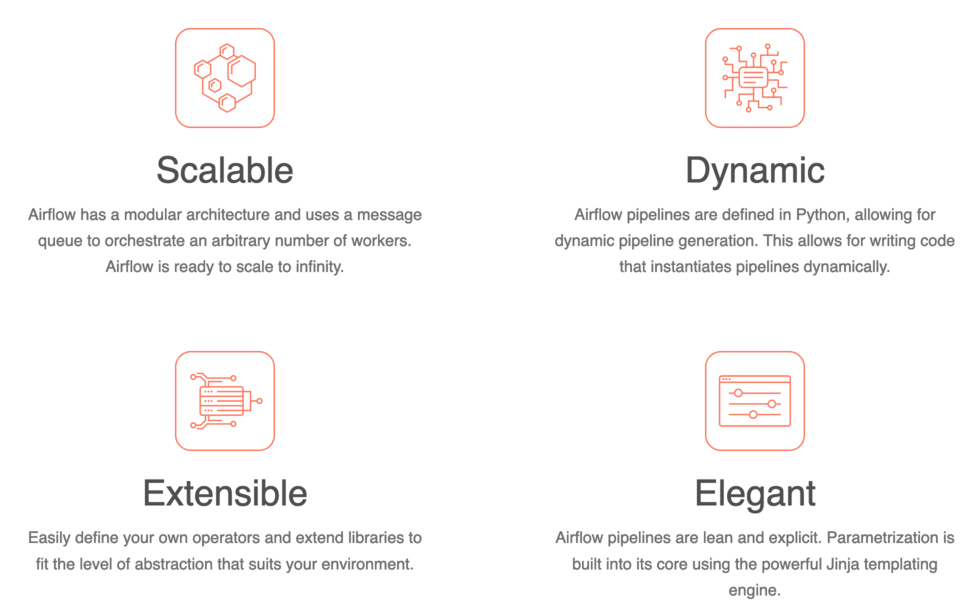 Scalable
Airflow has a modular architecture and uses a message
queue to orchestrate an arbitrary number of workers.
Airflow is ready to scale to infinity.
Dynamic
Airflow pipelines are defined in Python, allowing for
dynamic pipeline generation. This allows for writing code
that instantiates pipelines dynamically.
Extensible
Easily define your own operators and extend libraries to
fit the level of abstraction that suits your environment.
Elegant
Airflow pipelines are lean and explicit. Parametrization is
built into its core using the powerful Jinja templating
engine.